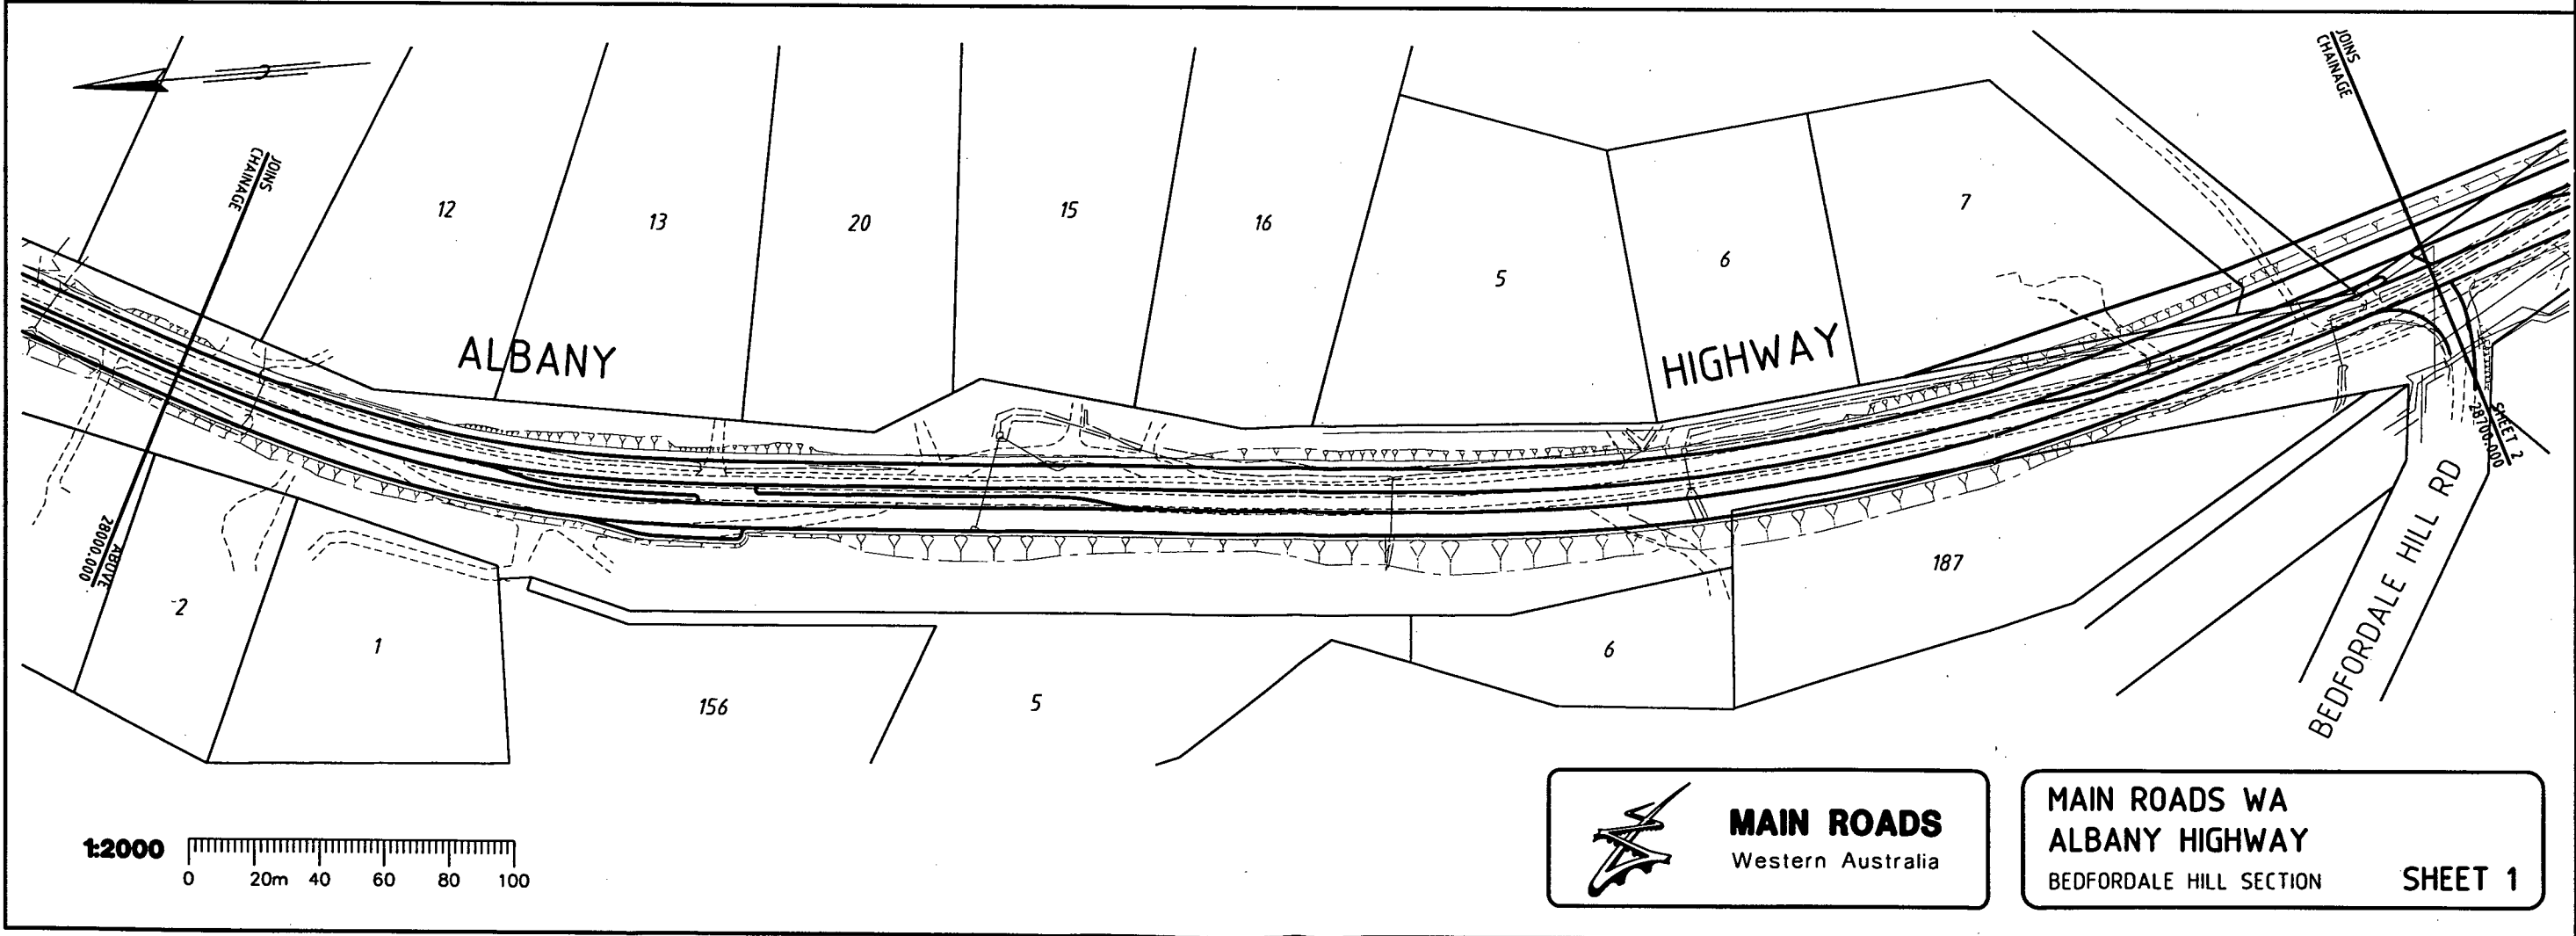 JOINS
CHAINAGE
ABOVE
28000.000
12
13
20
15
16
5
6
7
ALBANY
HIGHWAY
JOINS
CHAINAGE
SHEET 2
28700.000
2
1
156
5
6
187
BEDFORDALE HILL RD
1:2000
0 20m 40 60 80 100
MAIN ROADS
Western Australia
MAIN ROADS WA
ALBANY HIGHWAY
BEDFORDALE HILL SECTION SHEET 1